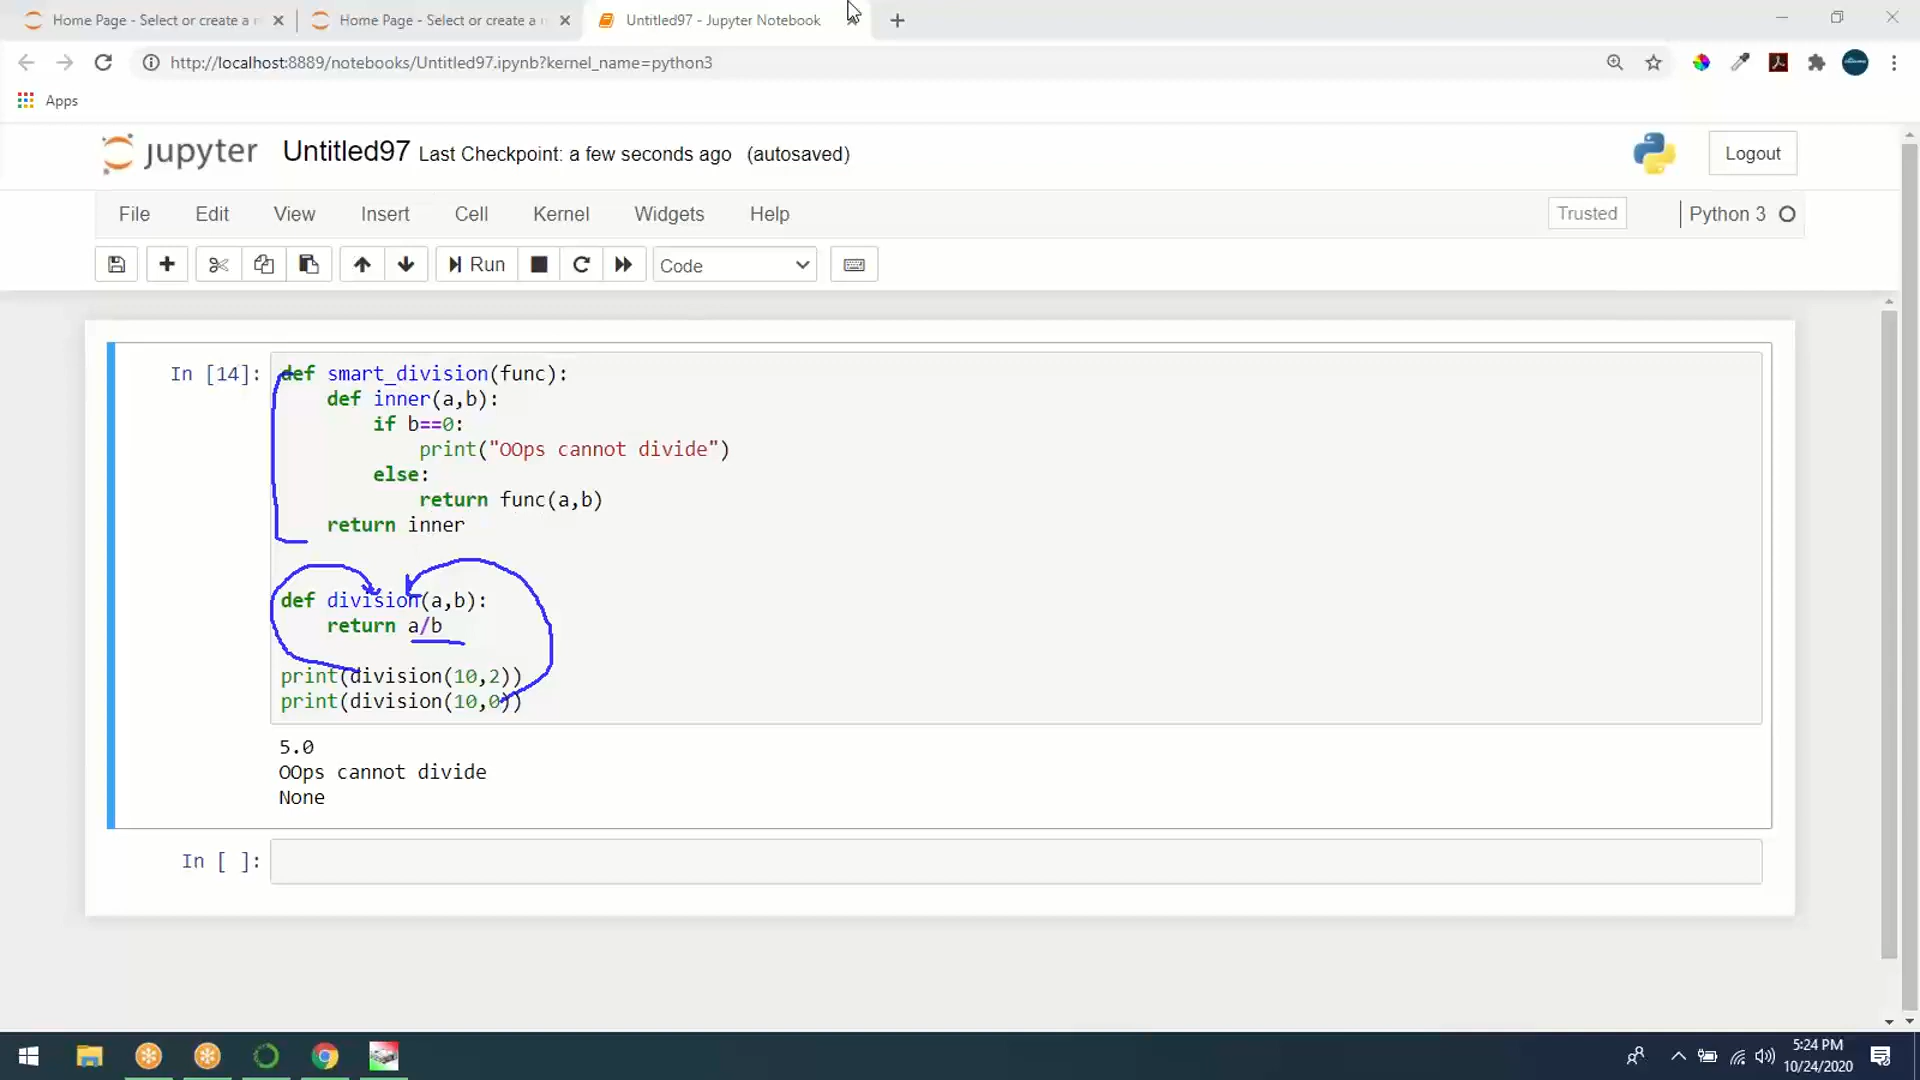 Home Page - Select or create a n
Home Page - Select or create a n
Untitled97 - Jupyter Notebook
http://localhost:8889/notebooks/Untitled97.ipynb?kernel_name=python3
Apps
jupyter Untitled97 Last Checkpoint: a few seconds ago (autosaved)
Logout
File Edit View Insert Cell Kernel Widgets Help
Trusted
Python 3
Run
Code
In [14]:
def smart_division(func):
    def inner(a,b):
        if b==0:
            print("OOps cannot divide")
        else:
            return func(a,b)
    return inner
def division(a,b):
    return a/b
print(division(10,2))
print(division(10,0))
5.0
OOps cannot divide
None
In [ ]:
5:24 PM
10/24/2020